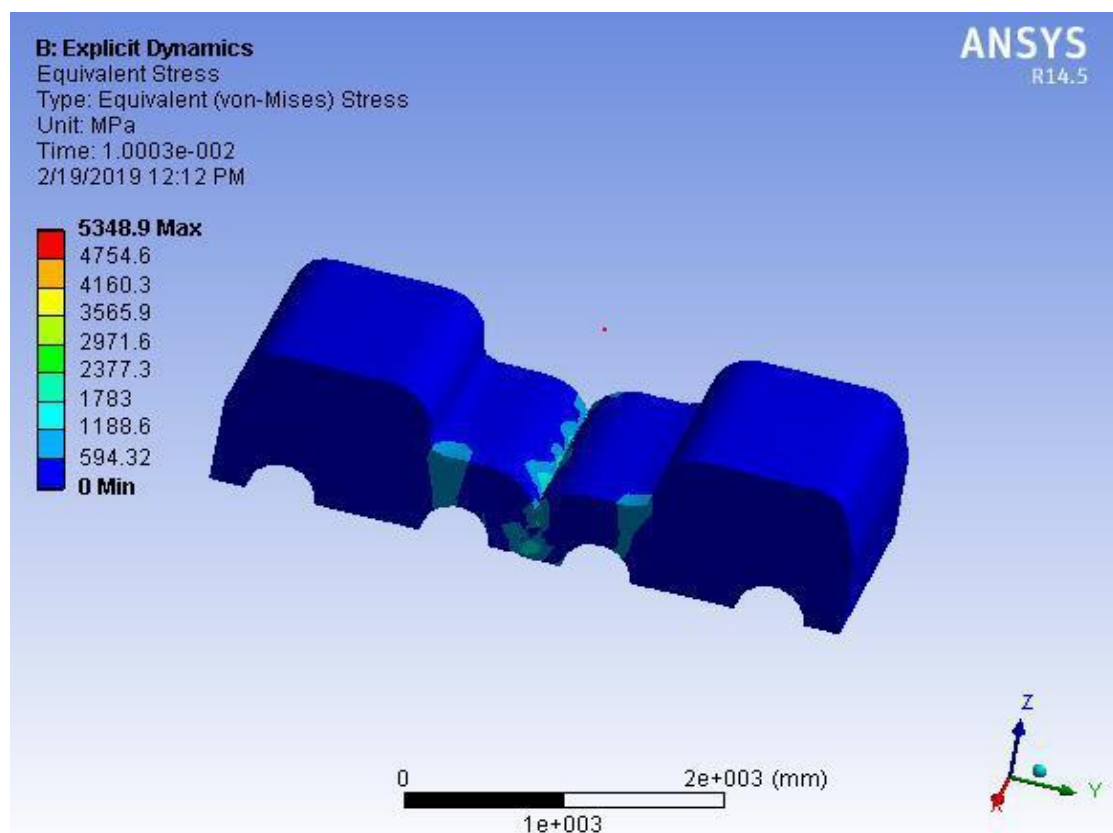 B: Explicit Dynamics
Equivalent Stress
Type: Equivalent (von-Mises) Stress
Unit: MPa
Time: 1.0003e-002
2/19/2019 12:12 PM
ANSYS
R14.5
5348.9 Max
4754.6
4160.3
3565.9
2971.6
2377.3
1783
1188.6
594.32
0 Min
Z
Y
X
0
2e+003 (mm)
1e+003